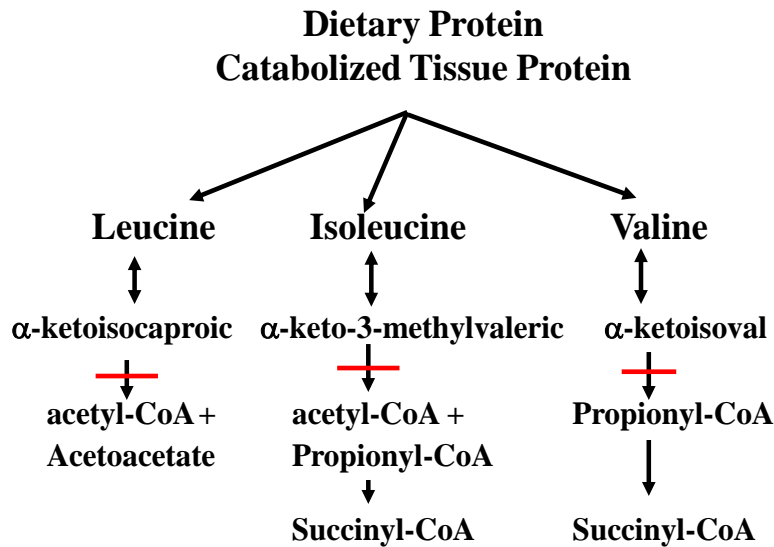 Dietary Protein
Catabolized Tissue Protein
Leucine Isoleucine Valine
α-ketoisocaproic α-keto-3-methylvaleric α-ketoisoval
acetyl-CoA + acetyl-CoA + Propionyl-CoA
Acetoacetate Propionyl-CoA
Succinyl-CoA Succinyl-CoA